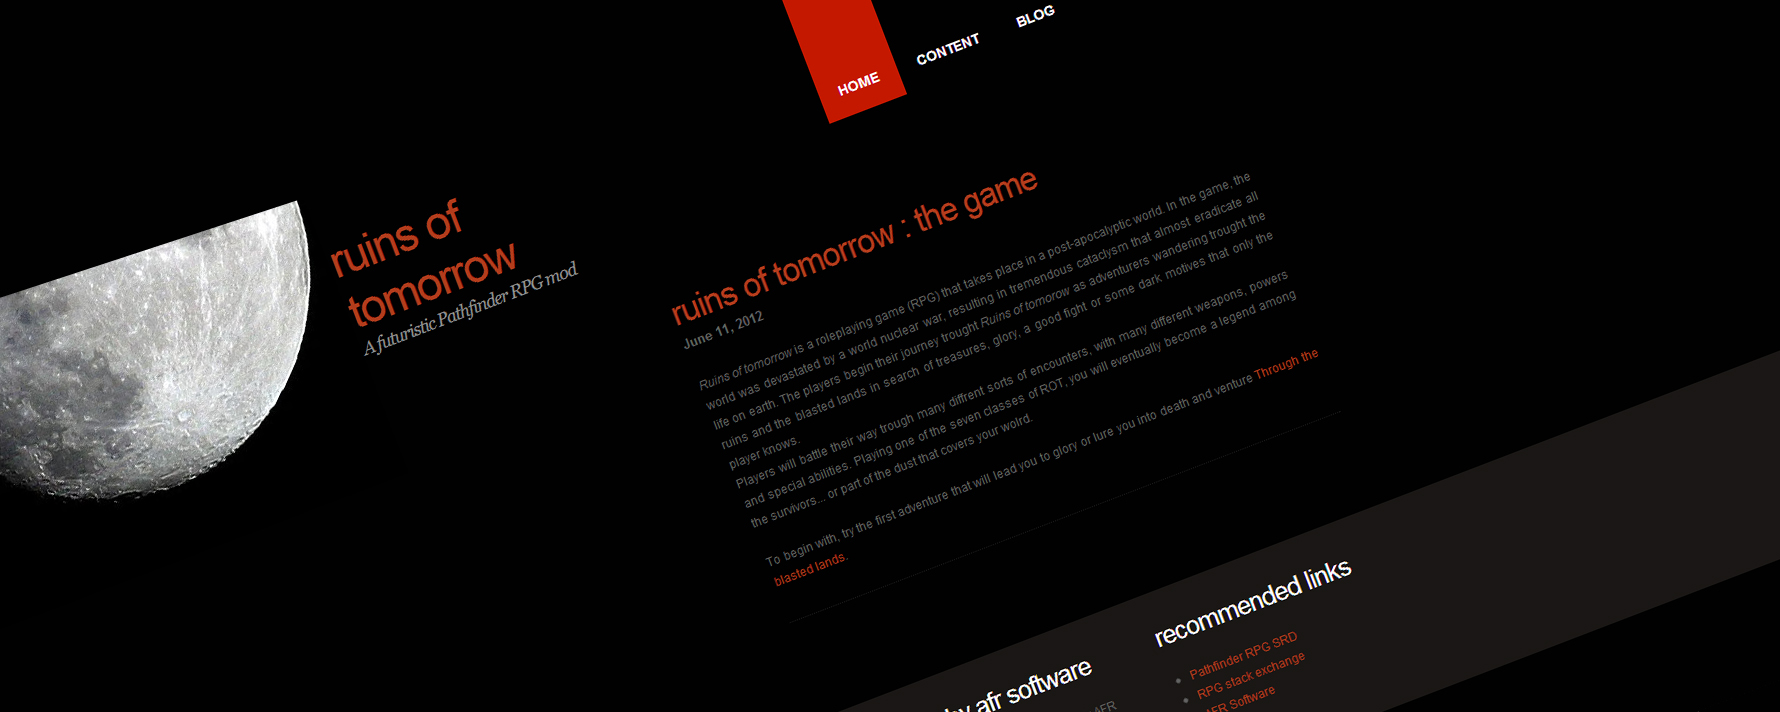 HOME
CONTENT
BLOG
ruins of
tomorrow
A futuristic Pathfinder RPG mod
ruins of tomorrow : the game
June 11, 2012
Ruins of tomorrow is a roleplaying game (RPG) that takes place in a post-apocalyptic world. In the game, the
world was devastated by a world nuclear war, resulting in tremendous cataclysm that almost eradicate all
life on earth. The players begin their journey trought Ruins of tomorow as adventurers wandering trought the
ruins and the blasted lands in search of treasures, glory, a good fight or some dark motives that only the
player knows.
Players will battle their way trough many diffrent sorts of encounters, with many different weapons, powers
and special abilities. Playing one of the seven classes of ROT, you will eventually become a legend among
the survivors... or part of the dust that covers your wolrd.
To begin with, try the first adventure that will lead you to glory or lure you into death and venture Through the
blasted lands.
by afr software
AFR
recommended links
Pathfinder RPG SRD
RPG stack exchange
AFR Software